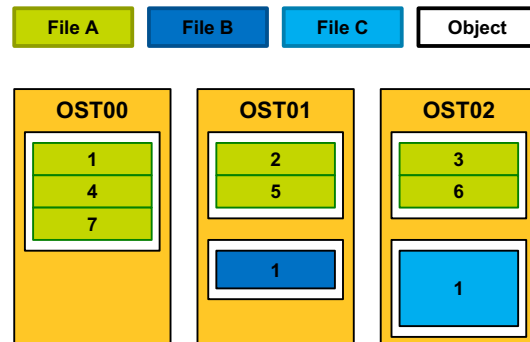 File A File B File C Object
OST00 OST01 OST02
1 2 3
4 5 6
7
1 1